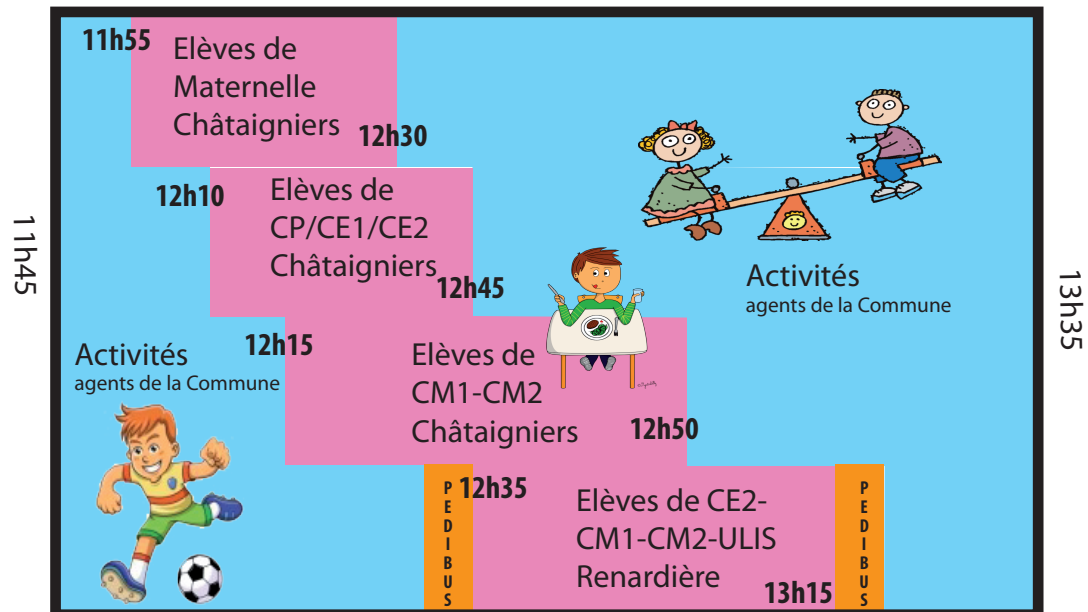 11h55
Elèves de
Maternelle
Châtaigniers
12h30
12h10
Elèves de
CP/CE1/CE2
Châtaigniers
12h45
11h45
Activités
agents de la Commune
13h35
12h15
Activités
agents de la Commune
Elèves de
CM1-CM2
Châtaigniers
12h50
PEDIBUS
12h35
Elèves de CE2-
CM1-CM2-ULIS
Renardière
13h15
PEDIBUS